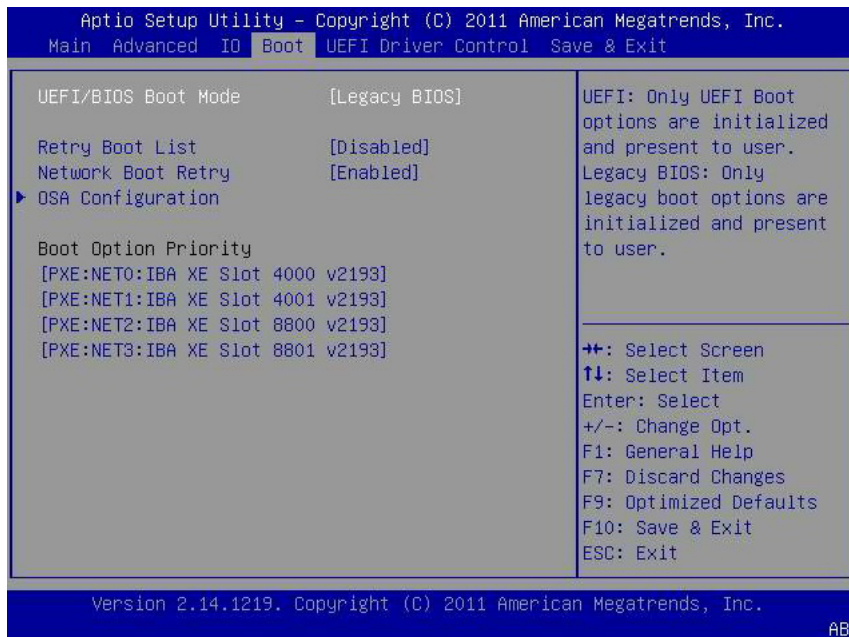 Aptio Setup Utility – Copyright (C) 2011 American Megatrends, Inc.
Main Advanced IO Boot UEFI Driver Control Save & Exit
UEFI/BIOS Boot Mode [Legacy BIOS]
Retry Boot List [Disabled]
Network Boot Retry [Enabled]
OSA Configuration
Boot Option Priority
[PXE:NET0:IBA XE Slot 4000 v2193]
[PXE:NET1:IBA XE Slot 4001 v2193]
[PXE:NET2:IBA XE Slot 8800 v2193]
[PXE:NET3:IBA XE Slot 8801 v2193]
UEFI: Only UEFI Boot
options are initialized
and present to user.
Legacy BIOS: Only
legacy boot options are
initialized and present
to user.
→←: Select Screen
↑↓: Select Item
Enter: Select
+/-: Change Opt.
F1: General Help
F7: Discard Changes
F9: Optimized Defaults
F10: Save & Exit
ESC: Exit
Version 2.14.1219. Copyright (C) 2011 American Megatrends, Inc.
AB